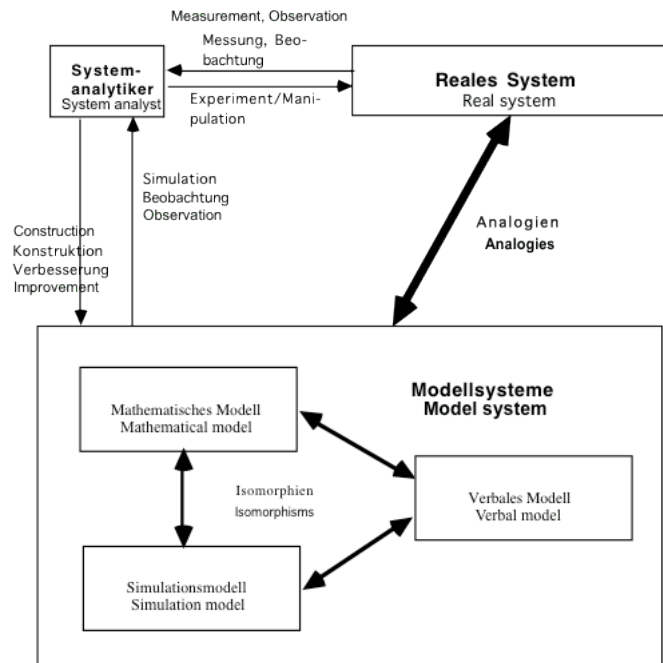 Measurement, Observation
Messung, Beo-
bachtung
System-
analytiker
System analyst
Reales System
Real system
Experiment/Mani-
pulation
Simulation
Beobachtung
Observation
Construction
Konstruktion
Verbesserung
Improvement
Analogien
Analogies
Modellsysteme
Model system
Mathematisches Modell
Mathematical model
Isomorphien
Isomorphisms
Verbales Modell
Verbal model
Simulationsmodell
Simulation model